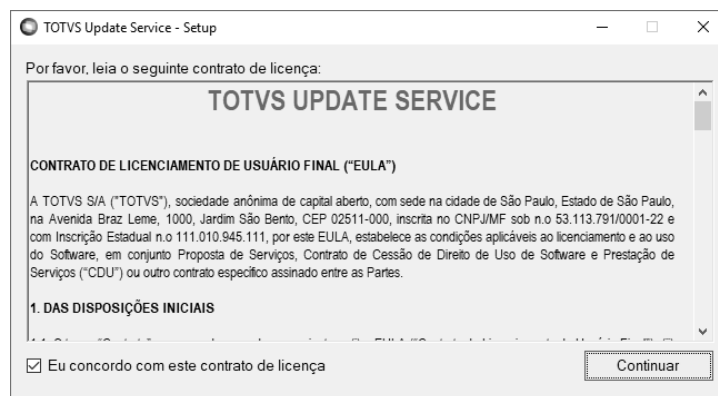 TOTVS Update Service - Setup
Por favor, leia o seguinte contrato de licença:
TOTVS UPDATE SERVICE
CONTRATO DE LICENCIAMENTO DE USUÁRIO FINAL (“EULA”)
A TOTVS S/A ("TOTVS"), sociedade anônima de capital aberto, com sede na cidade de São Paulo, Estado de São Paulo,
na Avenida Braz Leme, 1000, Jardim São Bento, CEP 02511-000, inscrita no CNPJ/MF sob n.o 53.113.791/0001-22 e
com Inscrição Estadual n.o 111.010.945.111, por este EULA, estabelece as condições aplicáveis ao licenciamento e ao uso
do Software, em conjunto Proposta de Serviços, Contrato de Cessão de Direito de Uso de Software e Prestação de
Serviços (“CDU”) ou outro contrato específico assinado entre as Partes.
1. DAS DISPOSIÇÕES INICIAIS
Eu concordo com este contrato de licença
Continuar